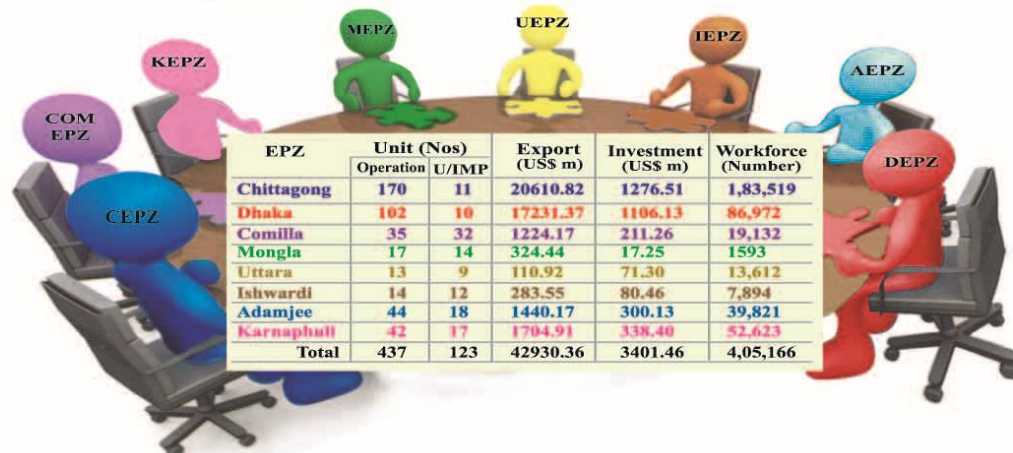 UEPZ
MEPZ
IEPZ
KEPZ
AEPZ
COM
EPZ
DEPZ
CEPZ
EPZ Unit (Nos) Export (US$ m) Investment (US$ m) Workforce (Number)
Operation U/IMP
Chittagong 170 11 20610.82 1276.51 1,83,519
Dhaka 102 10 17231.37 1106.13 86,972
Comilla 35 32 1224.17 211.26 19,132
Mongla 17 14 324.44 17.25 1593
Uttara 13 9 110.92 71.30 13,612
Ishwardi 14 12 283.55 80.46 7,894
Adamjee 44 18 1440.17 300.13 39,821
Karnaphuli 42 17 1704.91 338.40 52,623
Total 437 123 42930.36 3401.46 4,05,166